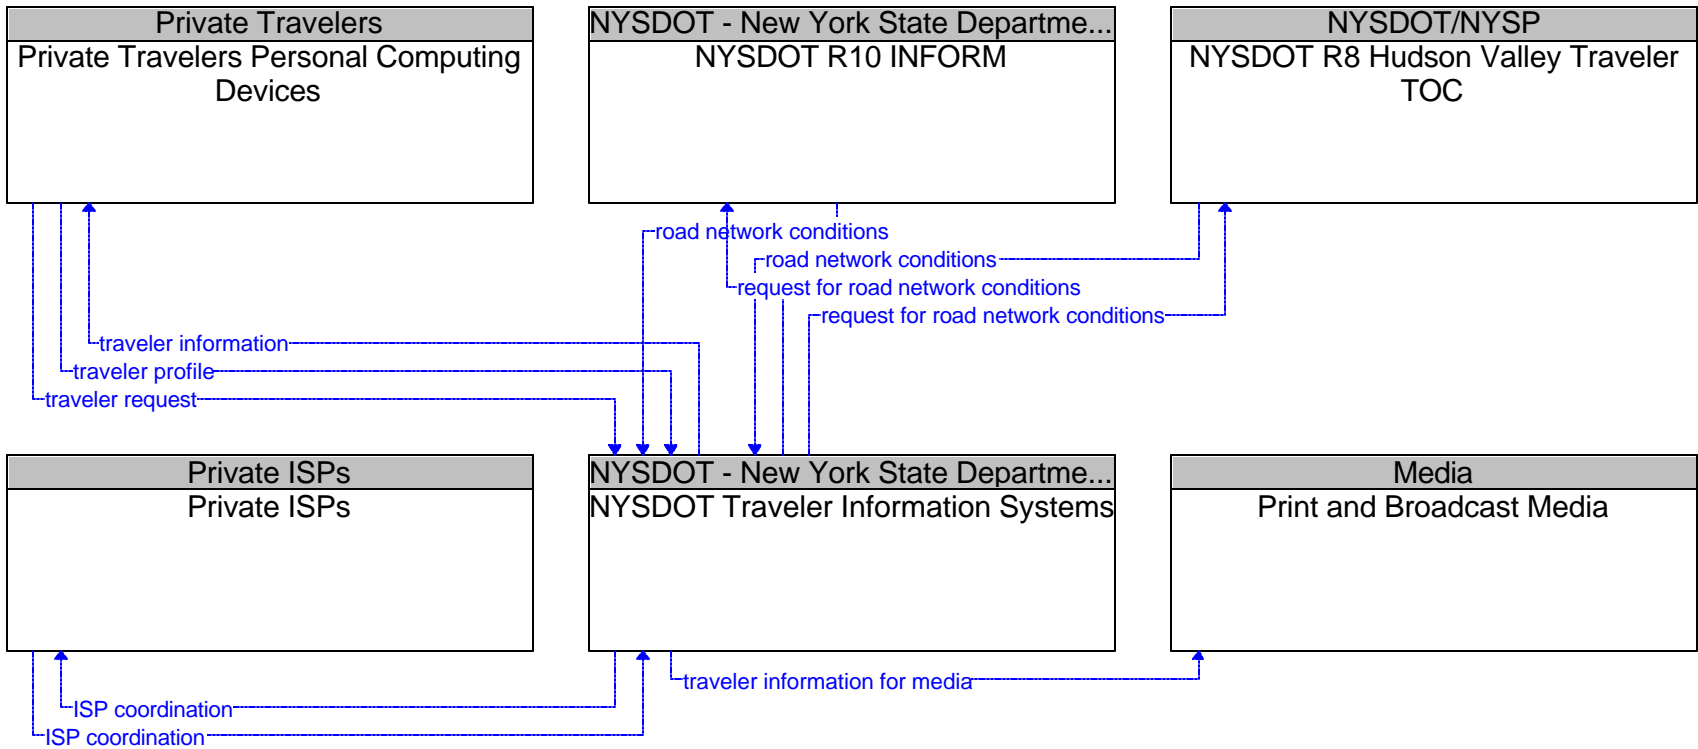 Private Travelers
Private Travelers Personal Computing
Devices
NYSDOT - New York State Departme...
NYSDOT R10 INFORM
NYSDOT/NYSP
NYSDOT R8 Hudson Valley Traveler
TOC
road network conditions
road network conditions
request for road network conditions
request for road network conditions
traveler information
traveler profile
traveler request
Private ISPs
Private ISPs
NYSDOT - New York State Departme...
NYSDOT Traveler Information Systems
Media
Print and Broadcast Media
traveler information for media
ISP coordination
ISP coordination